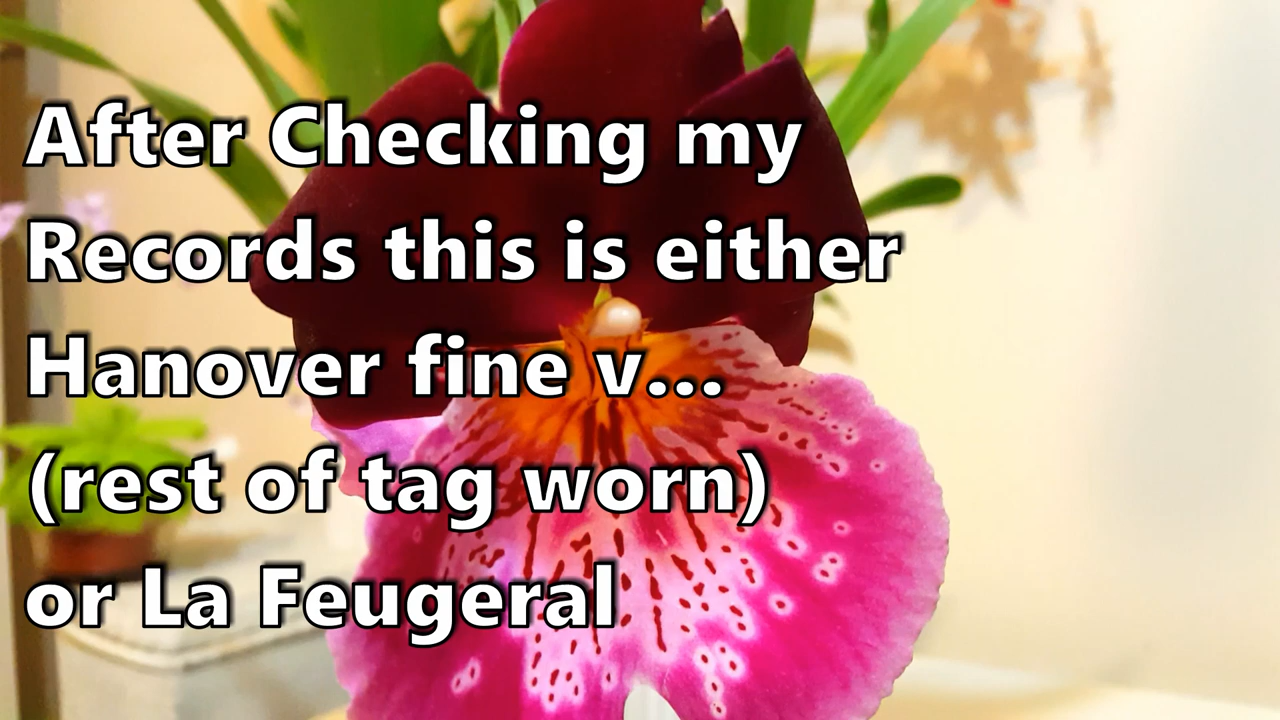 After Checking my
Records this is either
Hanover fine v...
(rest of tag worn)
or La Feugeral